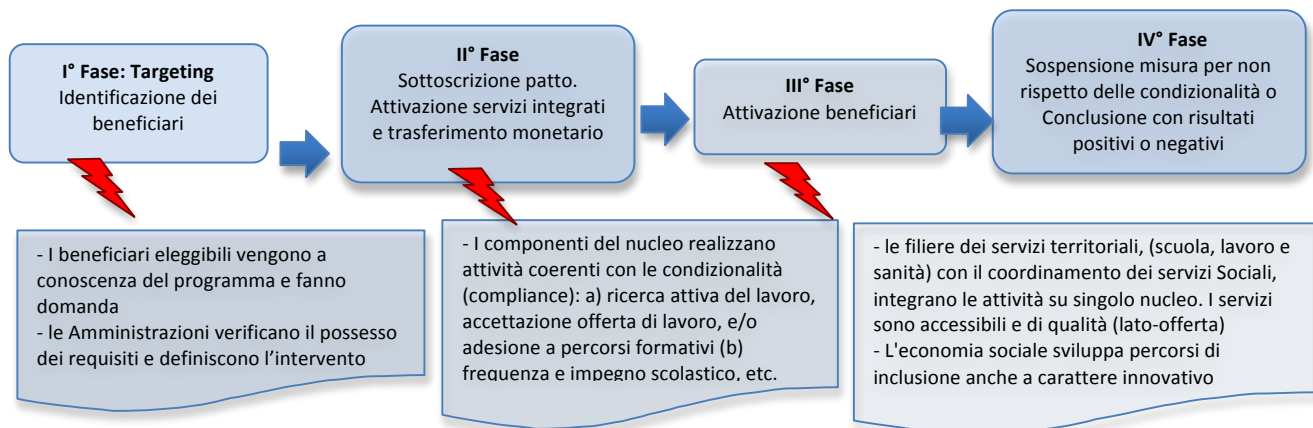 I° Fase: Targeting
Identificazione dei
beneficiari
II° Fase
Sottoscrizione patto.
Attivazione servizi integrati
e trasferimento monetario
III° Fase
Attivazione beneficiari
IV° Fase
Sospensione misura per non
rispetto delle condizionalità o
Conclusione con risultati
positivi o negativi
- I beneficiari eleggibili vengono a
conoscenza del programma e fanno
domanda
- le Amministrazioni verificano il possesso
dei requisiti e definiscono l’intervento
- I componenti del nucleo realizzano
attività coerenti con le condizionalità
(compliance): a) ricerca attiva del lavoro,
accettazione offerta di lavoro, e/o
adesione a percorsi formativi (b)
frequenza e impegno scolastico, etc.
- le filiere dei servizi territoriali, (scuola, lavoro e
sanità) con il coordinamento dei servizi Sociali,
integrano le attività su singolo nucleo. I servizi
sono accessibili e di qualità (lato-offerta)
- L'economia sociale sviluppa percorsi di
inclusione anche a carattere innovativo